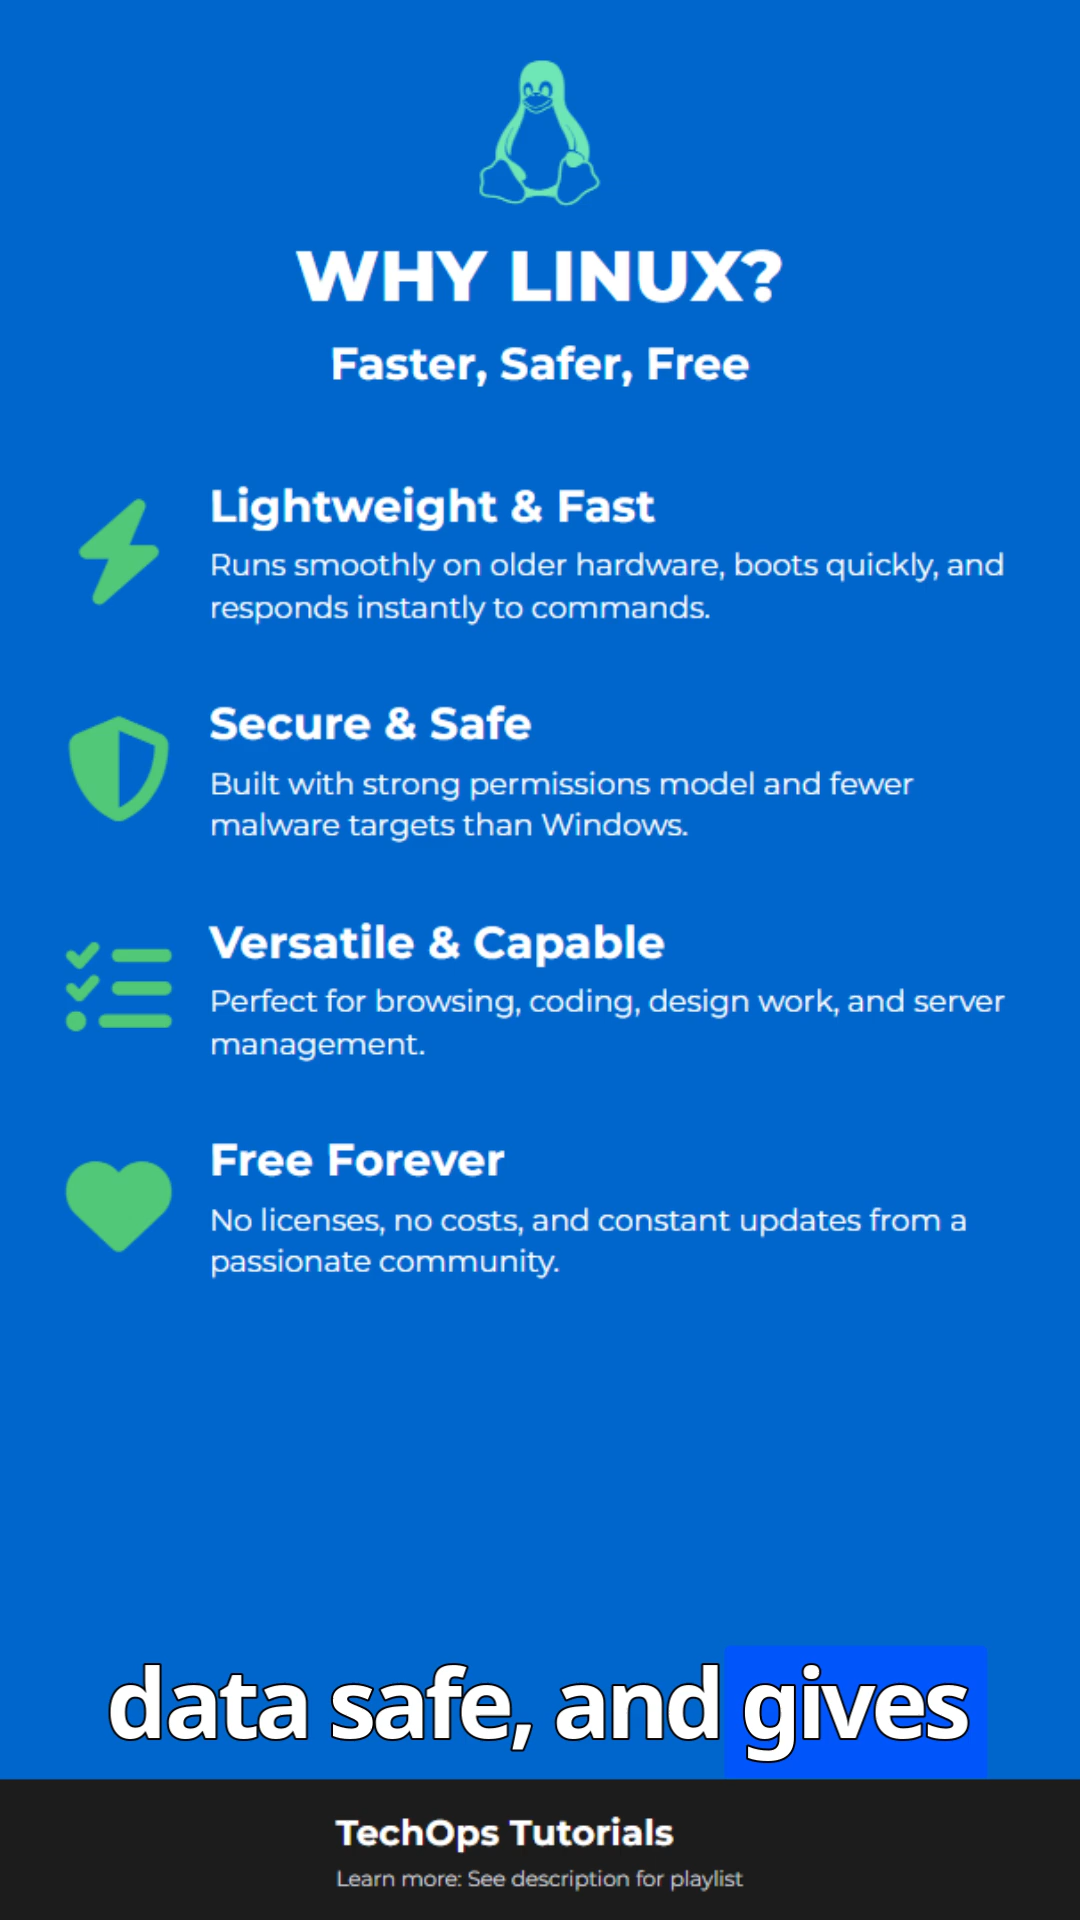 WHY LINUX?
Faster, Safer, Free
Lightweight & Fast
Runs smoothly on older hardware, boots quickly, and
responds instantly to commands.
Secure & Safe
Built with strong permissions model and fewer
malware targets than Windows.
Versatile & Capable
Perfect for browsing, coding, design work, and server
management.
Free Forever
No licenses, no costs, and constant updates from a
passionate community.
data safe, and gives
TechOps Tutorials
Learn more: See description for playlist